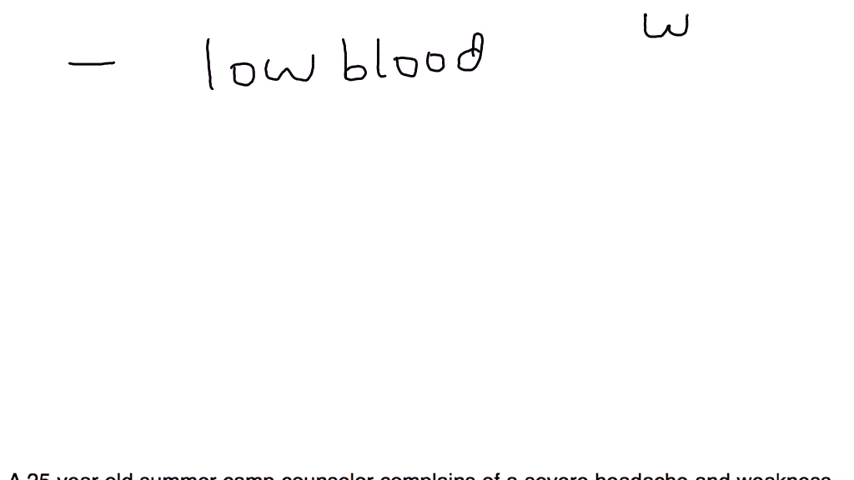 — low blood w
A 25 year old summer camp counselor complains of a severe headache and weakness